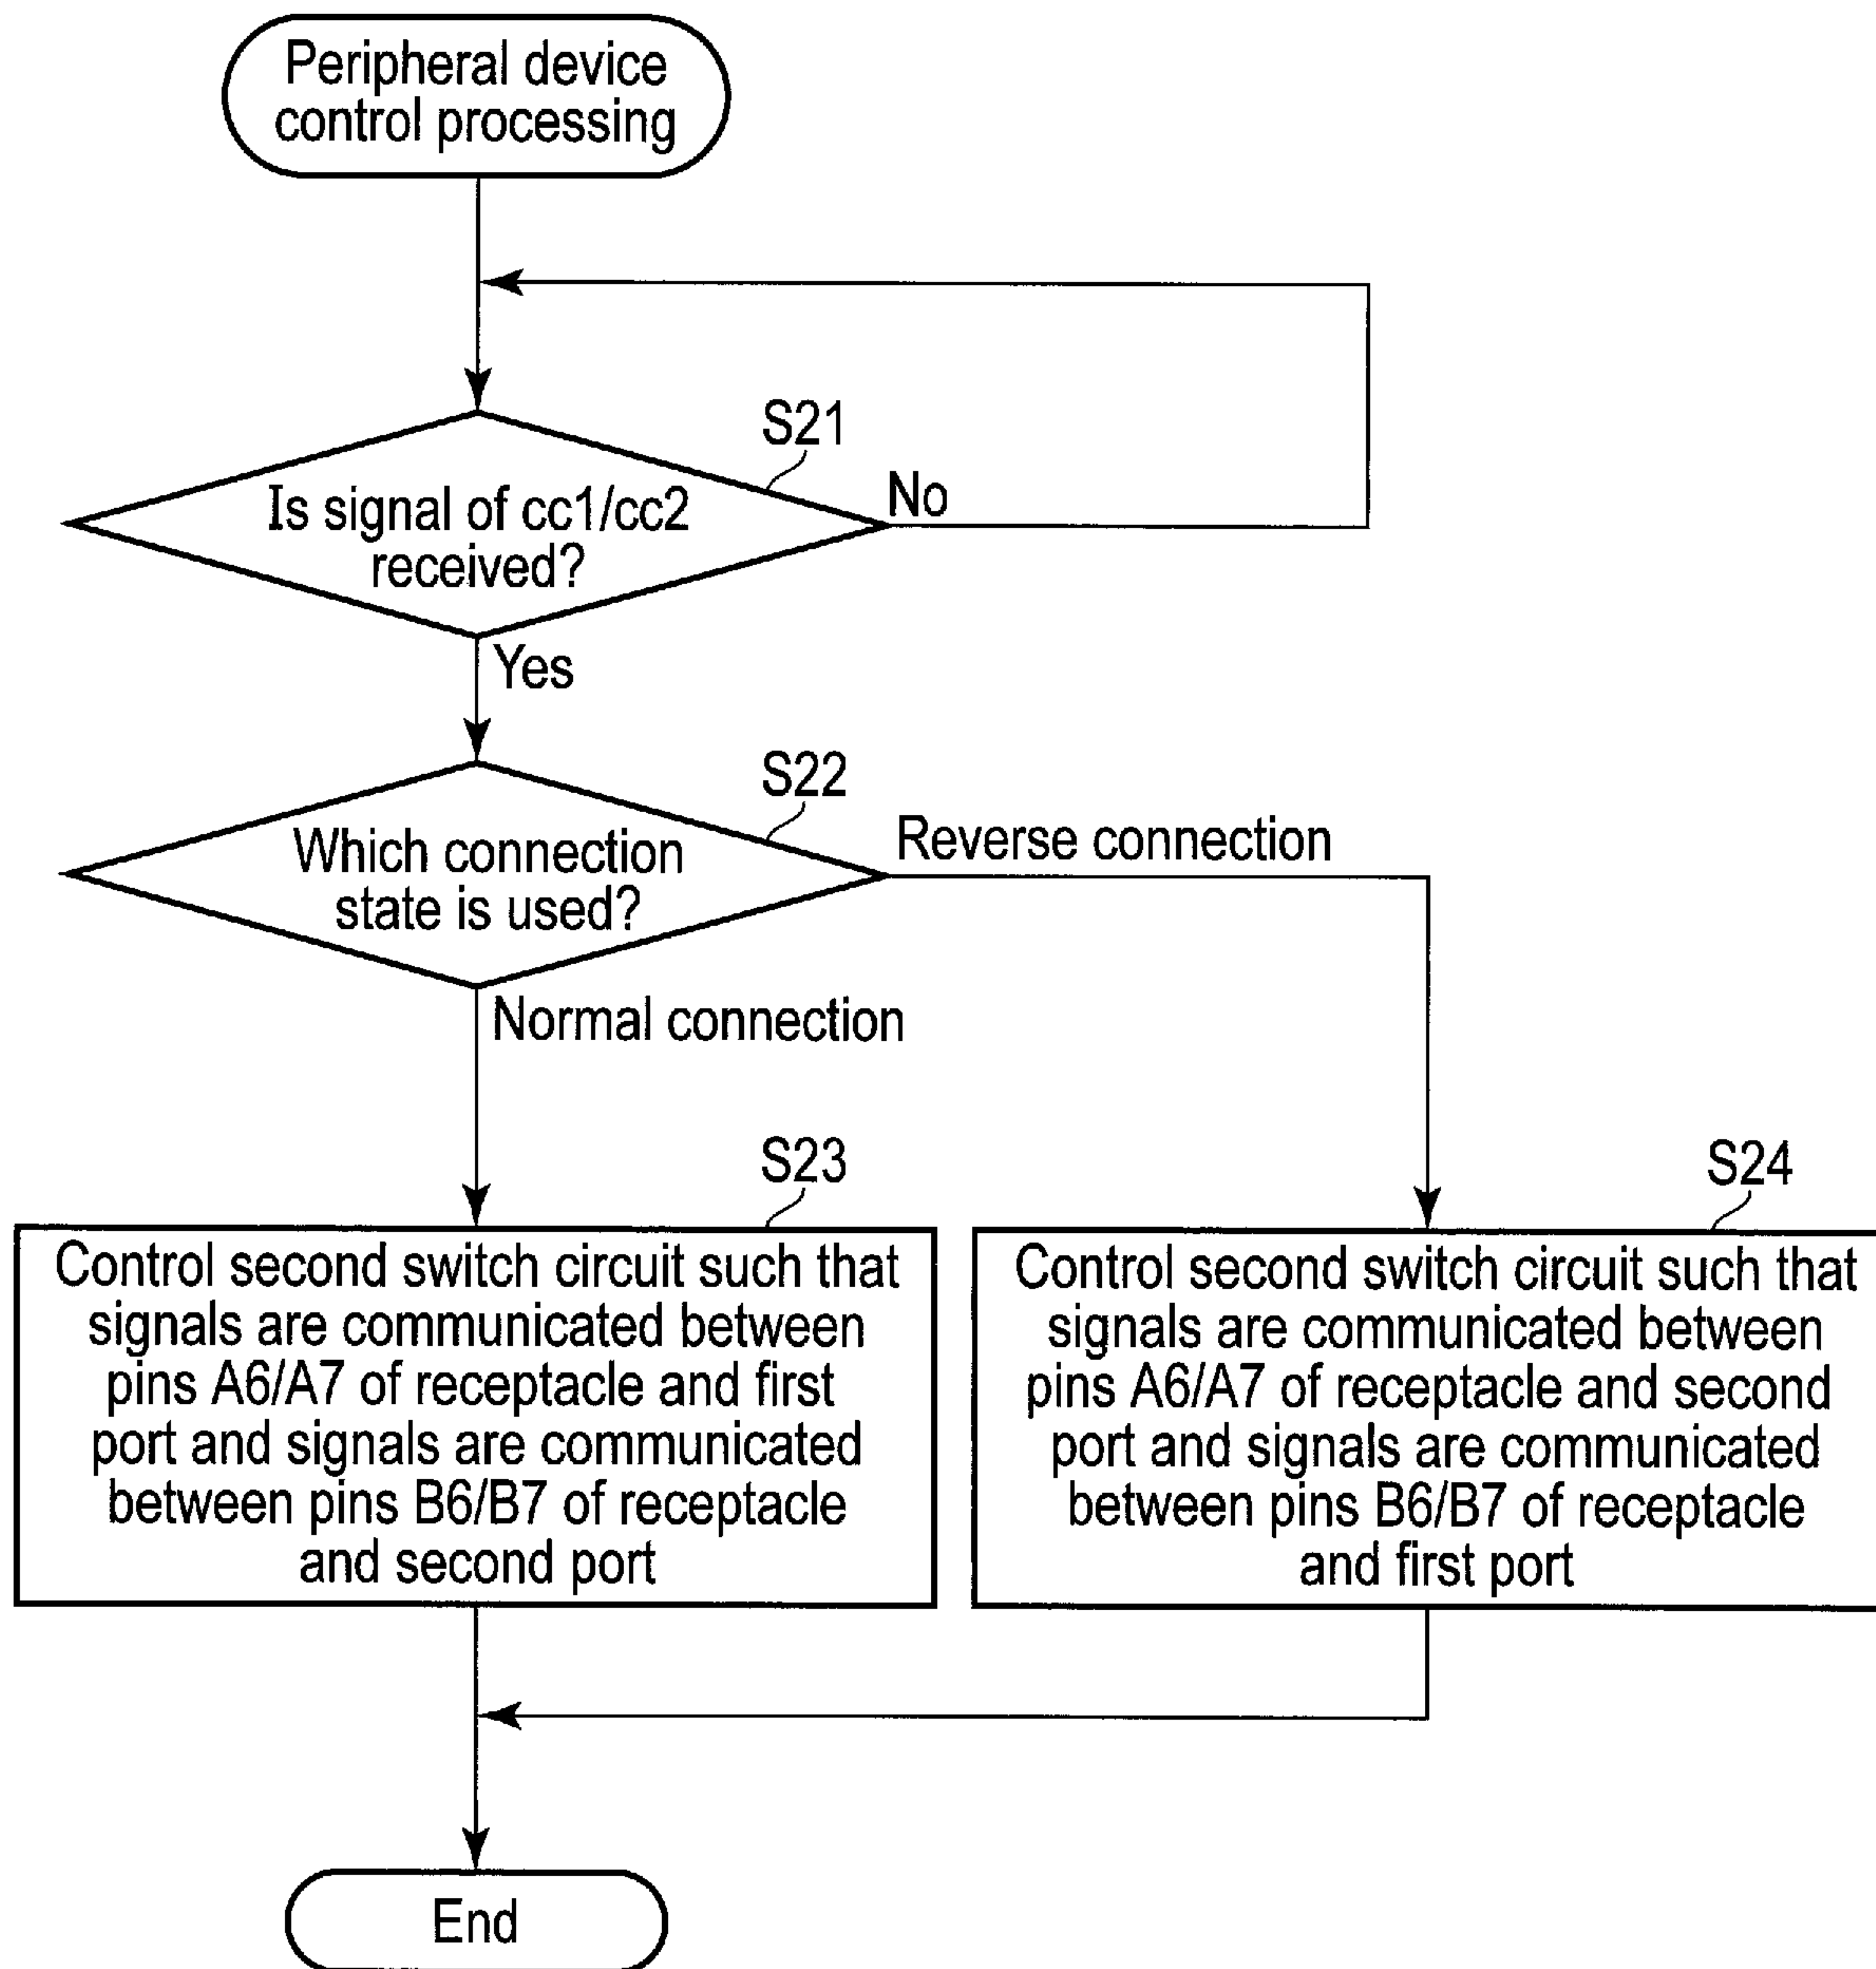 Peripheral device
control processing
S21
Is signal of cc1/cc2
received?
No
Yes
S22
Which connection
state is used?
Reverse connection
Normal connection
S23
Control second switch circuit such that
signals are communicated between
pins A6/A7 of receptacle and first
port and signals are communicated
between pins B6/B7 of receptacle
and second port
S24
Control second switch circuit such that
signals are communicated between
pins A6/A7 of receptacle and second
port and signals are communicated
between pins B6/B7 of receptacle
and first port
End